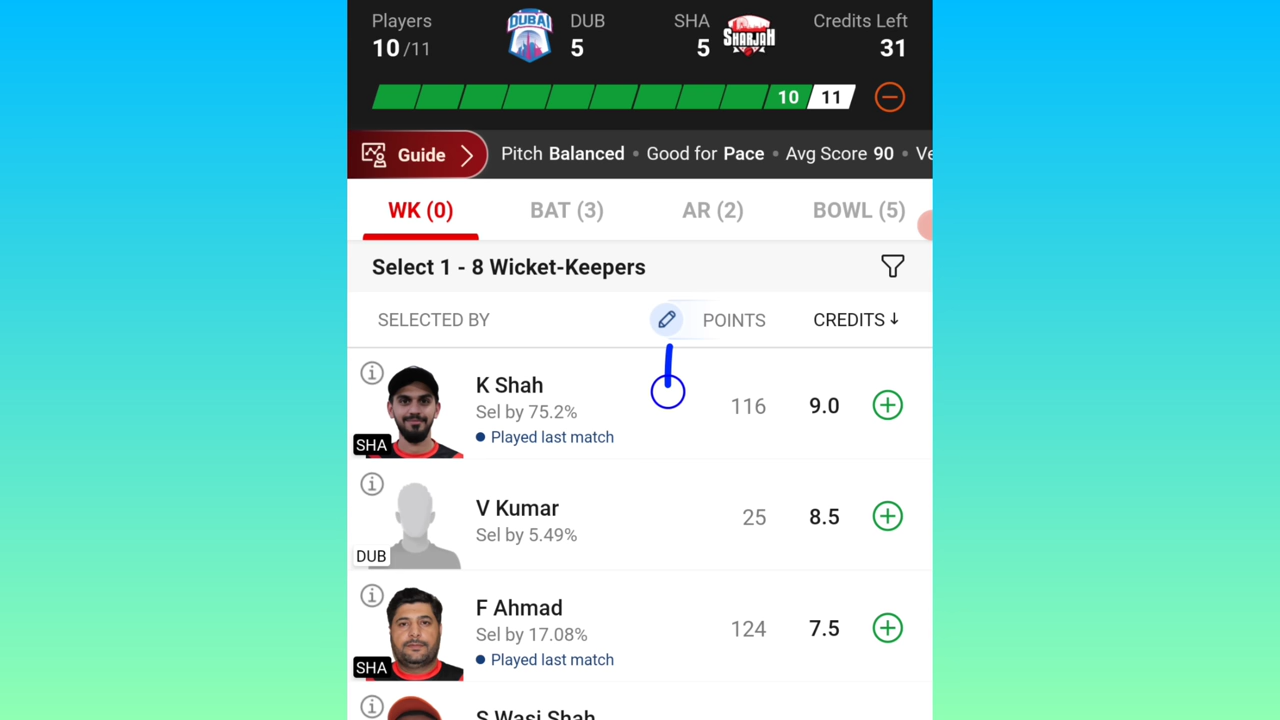 Players DUB SHA Credits Left
10/11 5 5 31
DUBAI
SHARJAH
10 11
Guide Pitch Balanced • Good for Pace • Avg Score 90 • Ve
WK (0) BAT (3) AR (2) BOWL (5)
Select 1 - 8 Wicket-Keepers
SELECTED BY POINTS CREDITS ↓
K Shah
Sel by 75.2% 116 9.0
Played last match
SHA
V Kumar
Sel by 5.49% 25 8.5
DUB
F Ahmad
Sel by 17.08% 124 7.5
Played last match
SHA
S Wasi Shah